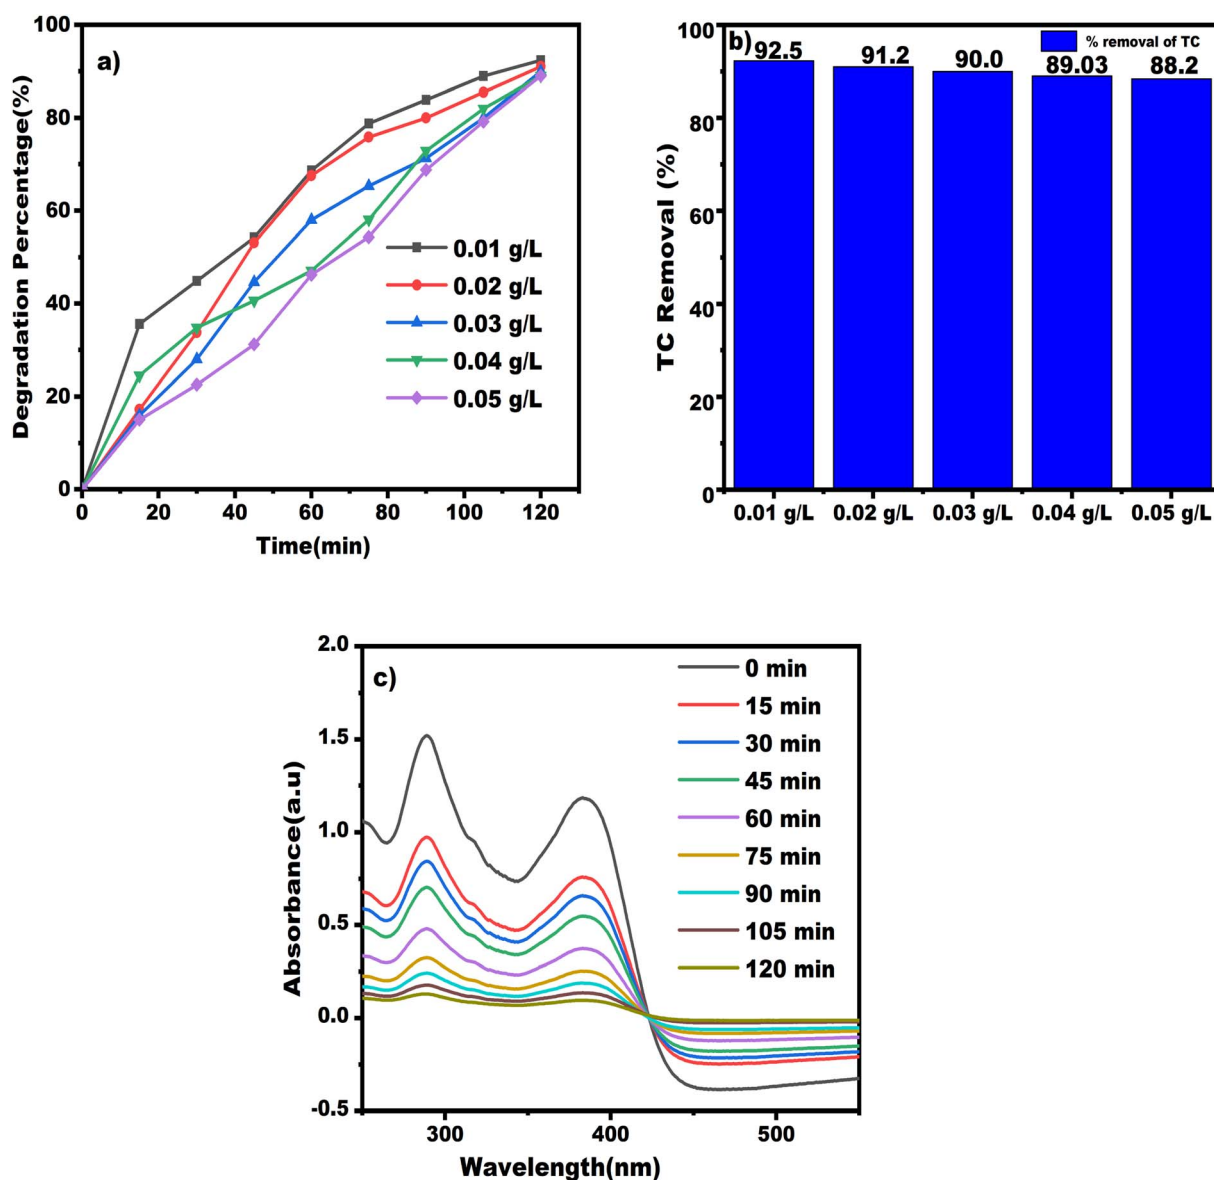 a)
100
80
60
40
20
0
Degradation Percentage(%)
0.01 g/L
0.02 g/L
0.03 g/L
0.04 g/L
0.05 g/L
0 20 40 60 80 100 120
Time(min)
b)
% removal of TC
92.5 91.2 90.0 89.03 88.2
100
80
60
40
20
0
TC Removal (%)
0.01 g/L 0.02 g/L 0.03 g/L 0.04 g/L 0.05 g/L
c)
2.0
1.5
1.0
0.5
0.0
-0.5
Absorbance(a.u)
0 min
15 min
30 min
45 min
60 min
75 min
90 min
105 min
120 min
300 400 500
Wavelength(nm)